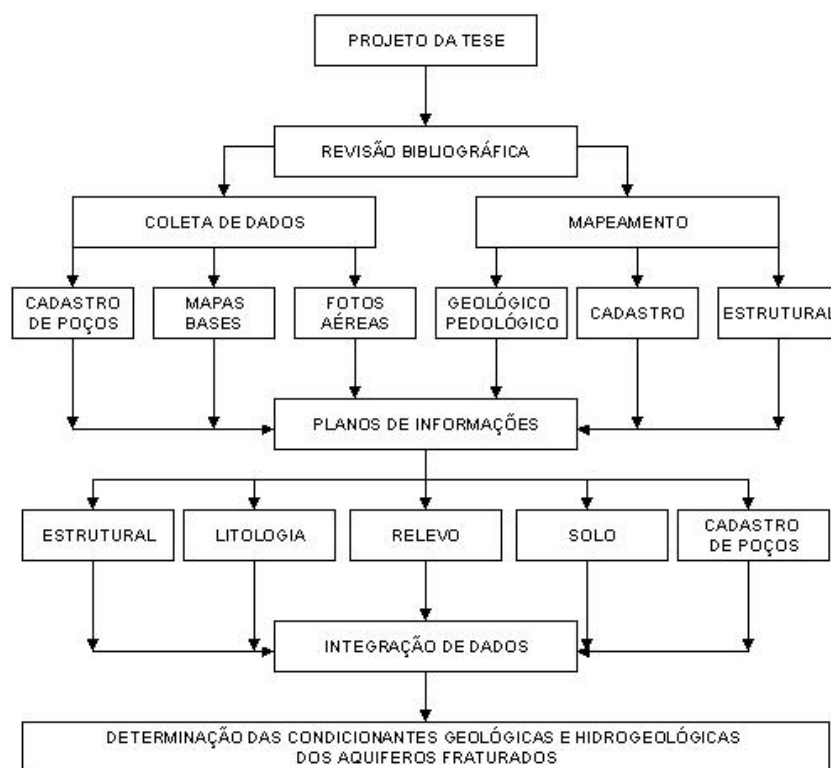 PROJETO DA TESE
REVISÃO BIBLIOGRÁFICA
COLETA DE DADOS
MAPEAMENTO
CADASTRO
DE POÇOS
MAPAS
BASES
FOTOS
AÉREAS
GEOLÓGICO
PEDOLÓGICO
CADASTRO
ESTRUTURAL
PLANOS DE INFORMAÇÕES
ESTRUTURAL
LITOLOGIA
RELEVO
SOLO
CADASTRO
DE POÇOS
INTEGRAÇÃO DE DADOS
DETERMINAÇÃO DAS CONDICIONANTES GEOLÓGICAS E HIDROGEOLÓGICAS
DOS AQUIFEROS FRATURADOS